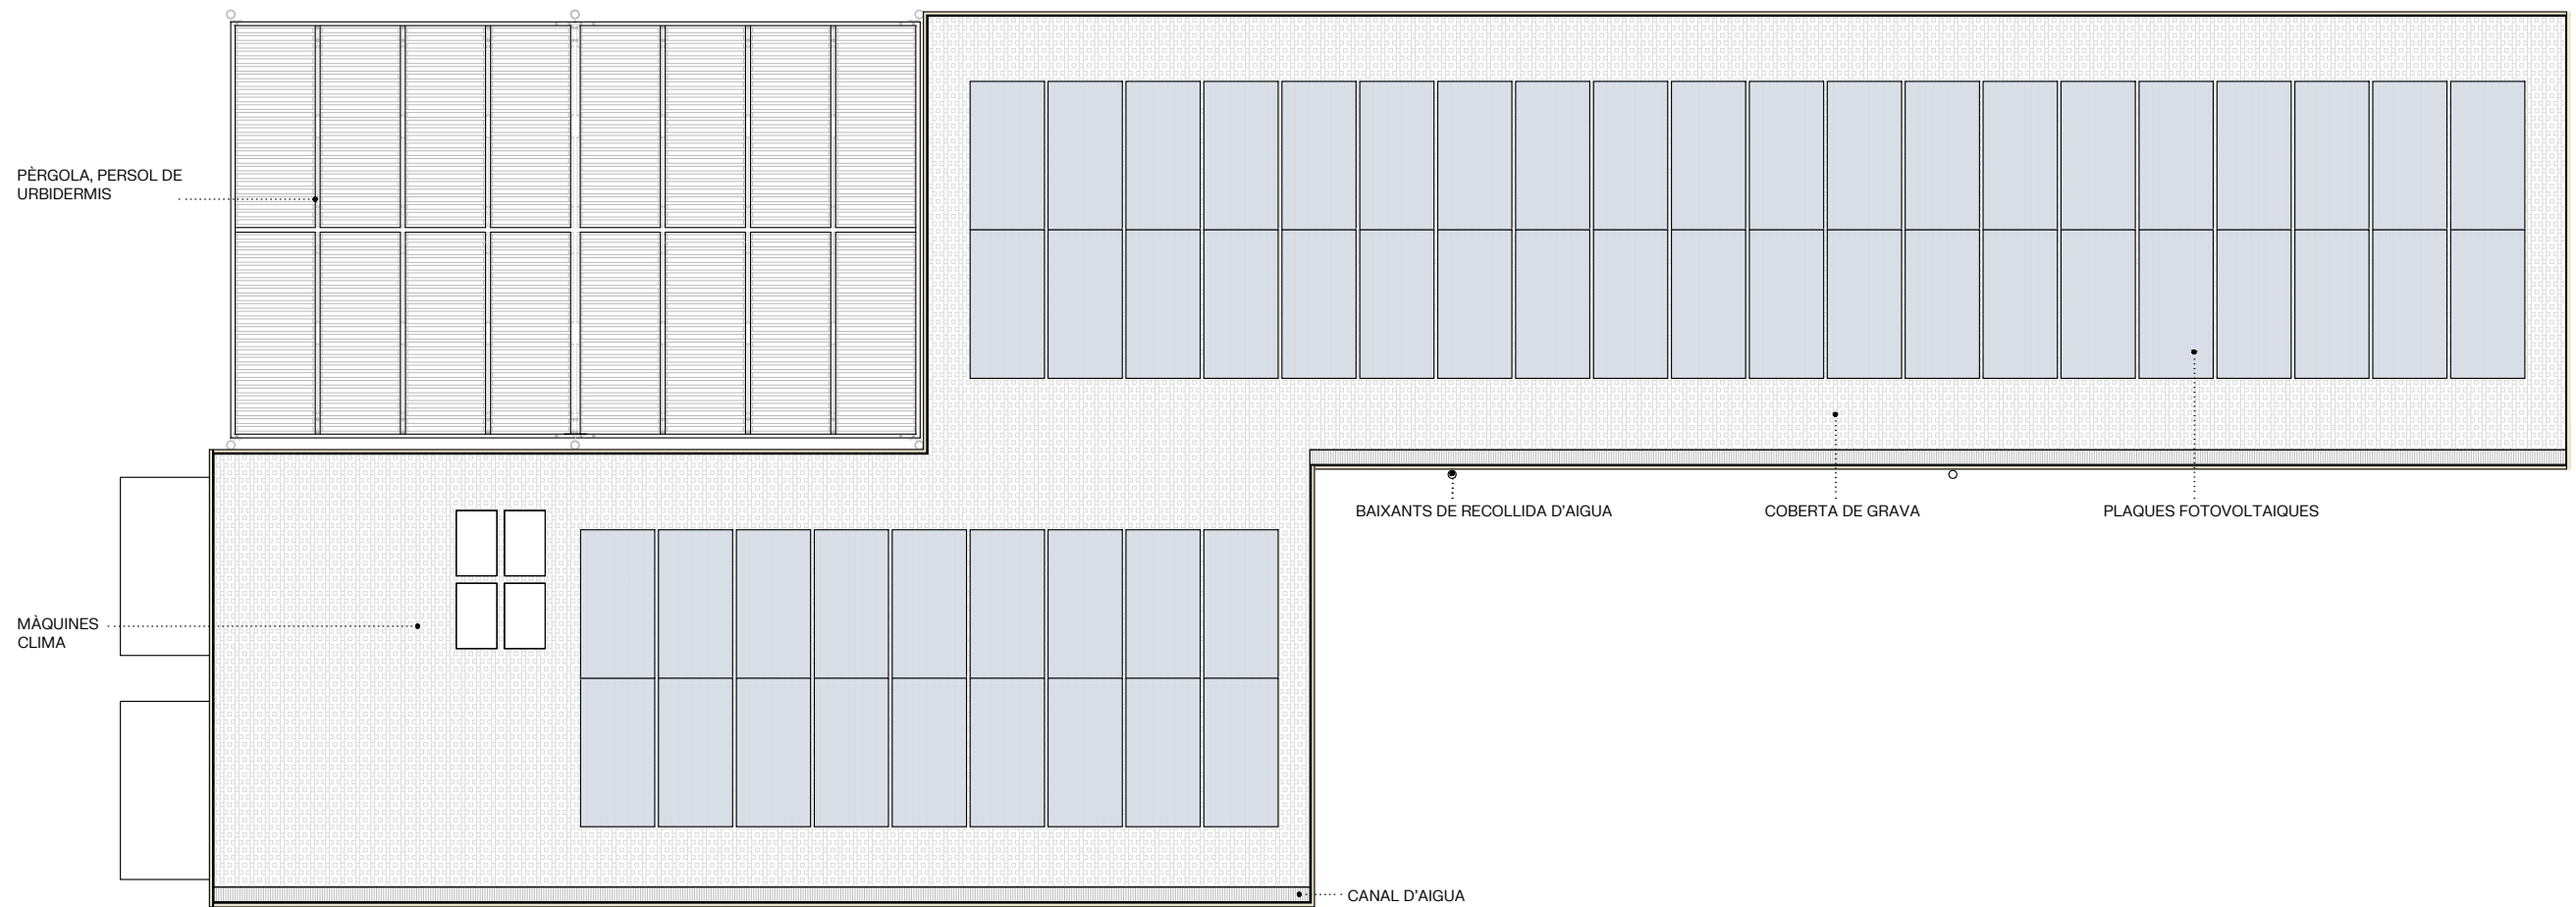 PÈRGOLA, PERSOL DE
URBIDERMIS
BAIXANTS DE RECOLLIDA D'AIGUA
COBERTA DE GRAVA
PLAQUES FOTOVOLTAIQUES
MÀQUINES
CLIMA
CANAL D'AIGUA